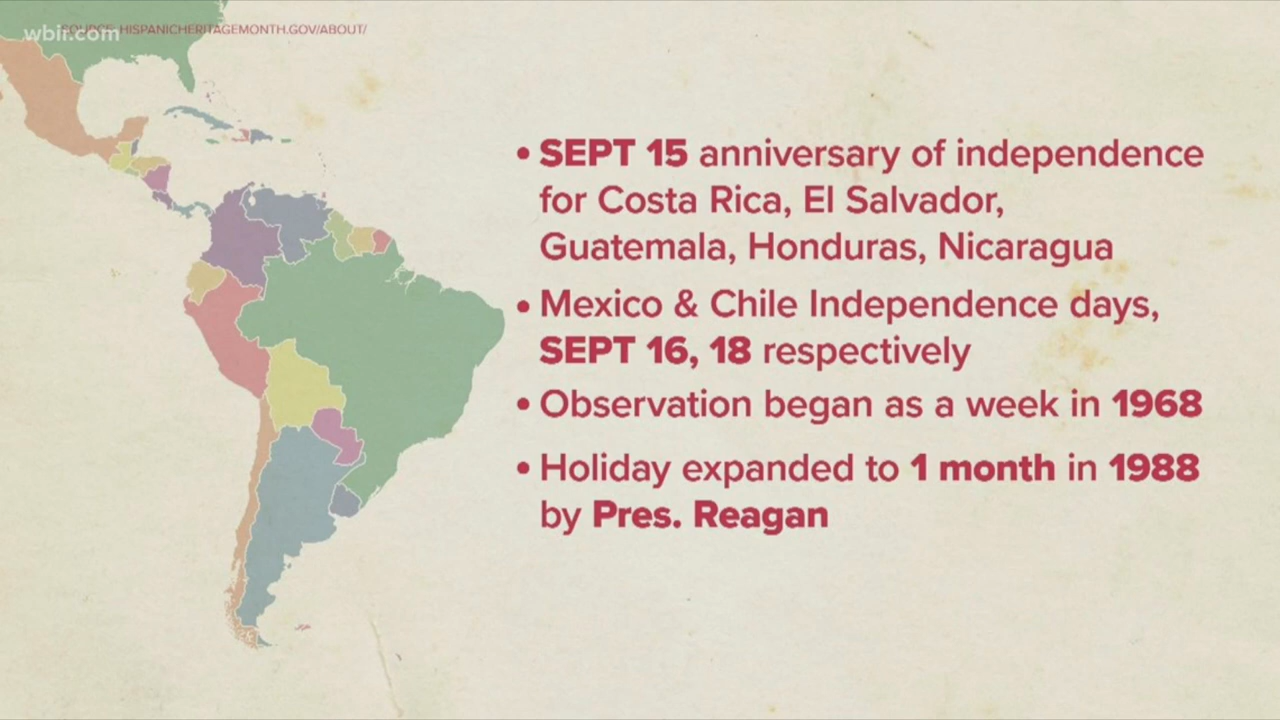 wbir.com
SOURCE: HISPANICHERITAGEMONTH.GOV/ABOUT/
• SEPT 15 anniversary of independence
for Costa Rica, El Salvador,
Guatemala, Honduras, Nicaragua
• Mexico & Chile Independence days,
SEPT 16, 18 respectively
• Observation began as a week in 1968
• Holiday expanded to 1 month in 1988
by Pres. Reagan